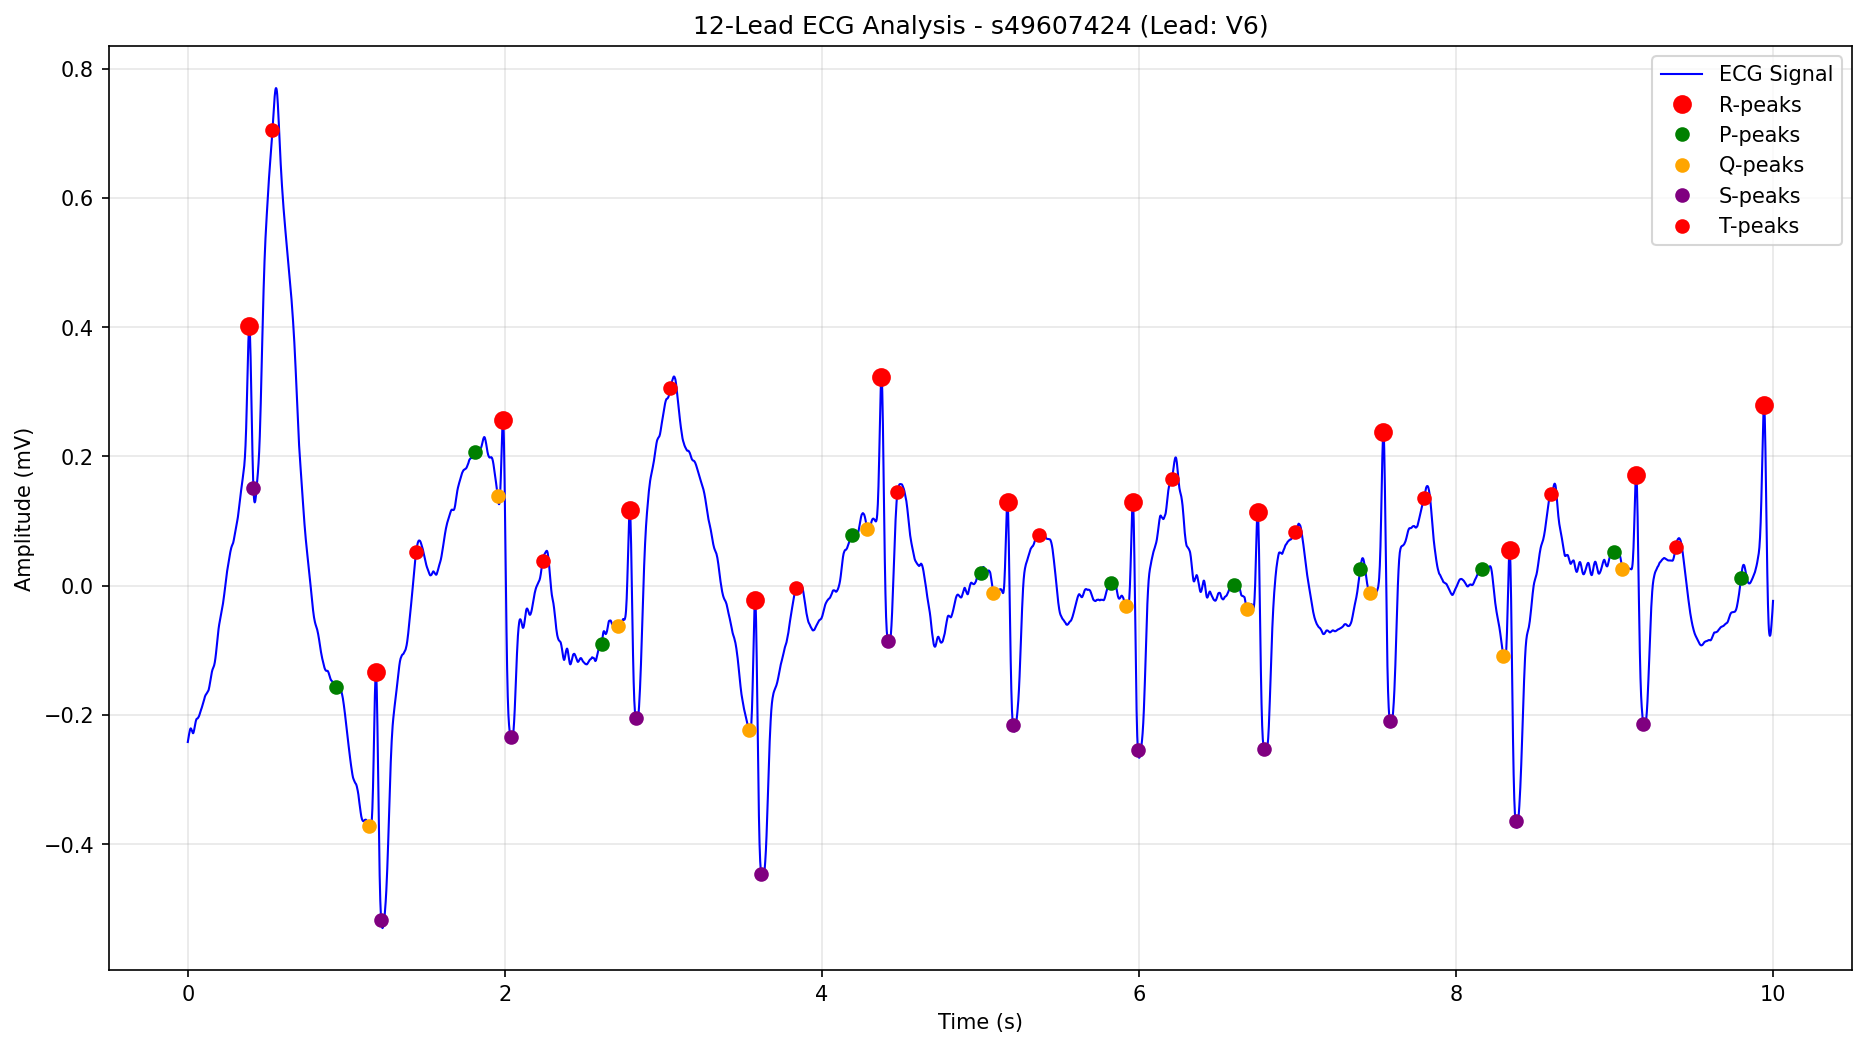 12-Lead ECG Analysis - s49607424 (Lead: V6)
ECG Signal
R-peaks
P-peaks
Q-peaks
S-peaks
T-peaks
Amplitude (mV)
0.8
0.6
0.4
0.2
0.0
−0.2
−0.4
0 2 4 6 8 10
Time (s)